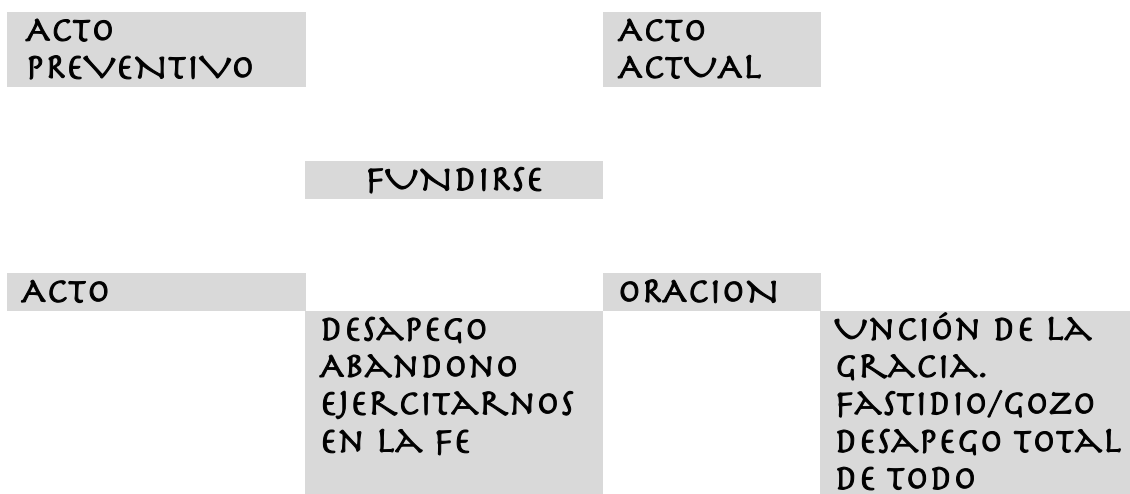 ACTO
PREVENTIVO
ACTO
ACTUAL
FUNDIRSE
ACTO
ORACION
DESAPEGO
ABANDONO
EJERCITARNOS
EN LA FE
UNCIÓN DE LA
GRACIA.
FASTIDIO/GOZO
DESAPEGO TOTAL
DE TODO